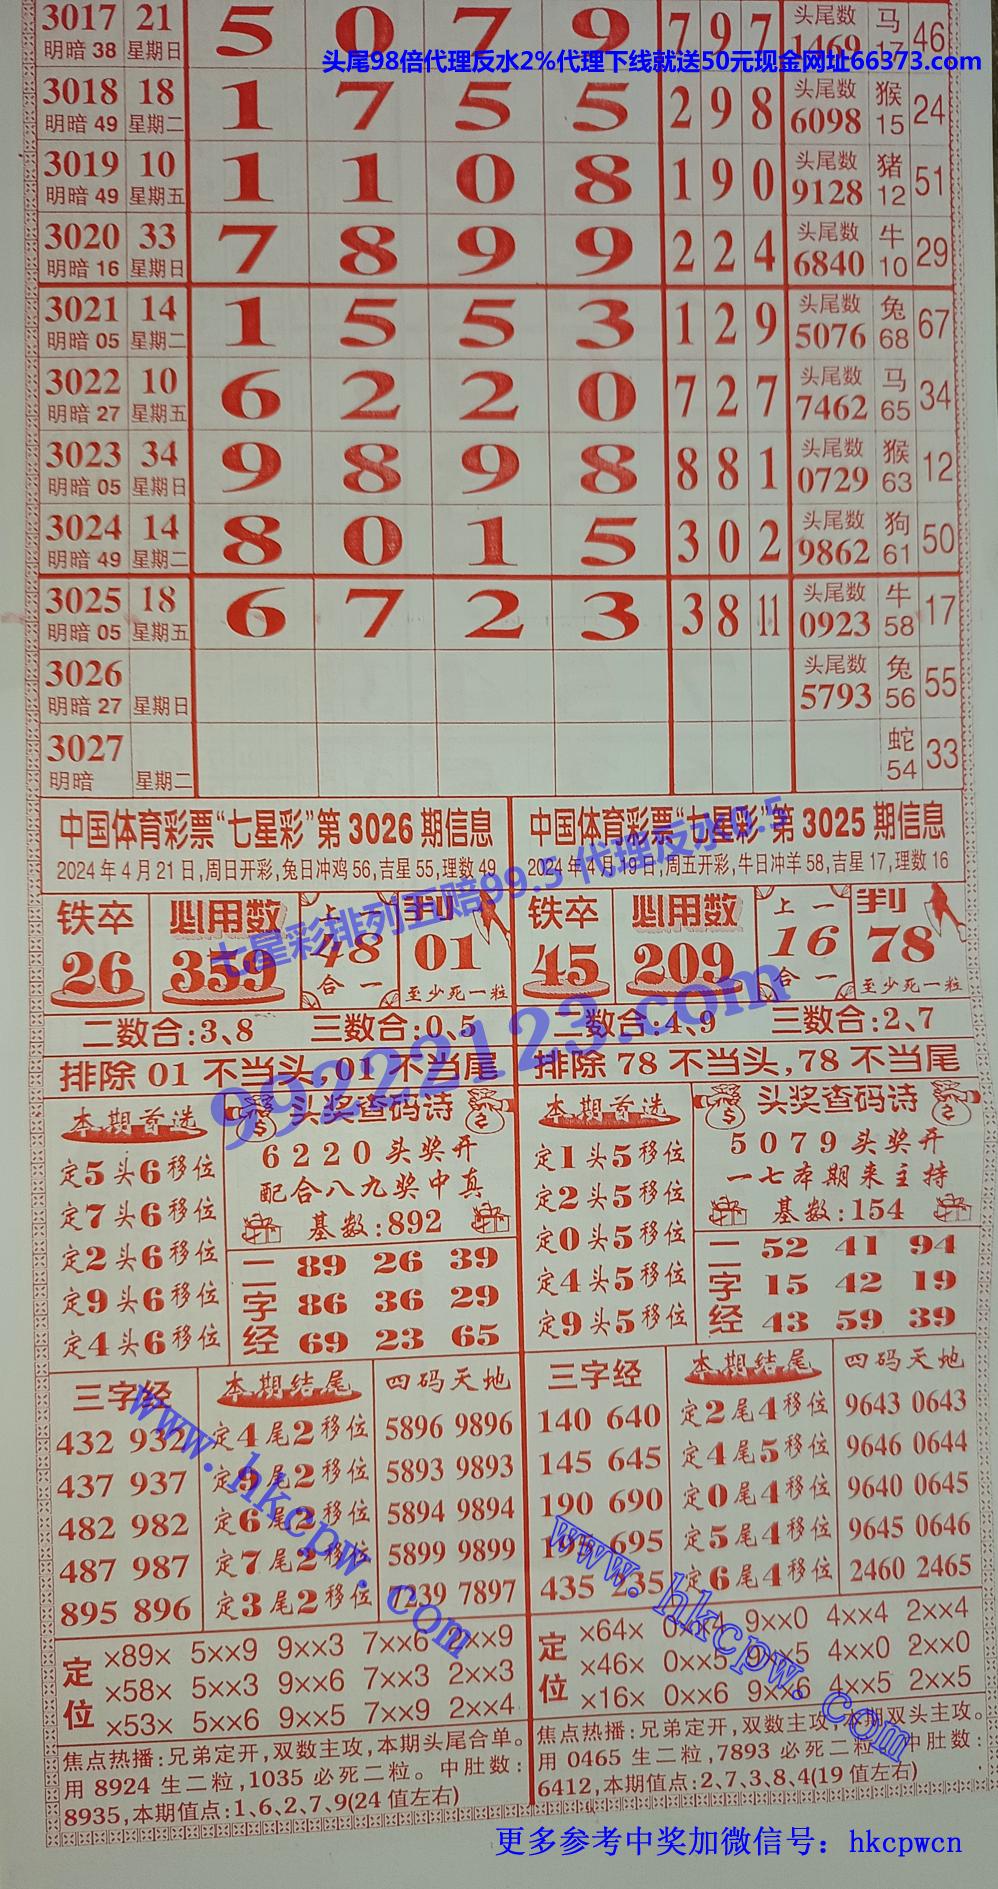 3017 21 5 0 7 9 7 9 7 头尾数 马 46
明暗 38 星期日 1469 17
头尾98倍代理反水2%代理下线就送50元现金网址66373.com
3018 18 1 7 5 5 2 9 8 头尾数 猴 24
明暗 49 星期二 6098 15
3019 10 1 1 0 8 1 9 0 头尾数 猪 51
明暗 49 星期五 9128 12
3020 33 7 8 9 9 2 2 4 头尾数 牛 29
明暗 16 星期日 6840 10
3021 14 1 5 5 3 1 2 9 头尾数 兔 67
明暗 05 星期二 5076 68
3022 10 6 2 2 0 7 2 7 头尾数 马 34
明暗 27 星期五 7462 65
3023 34 9 8 9 8 8 8 1 头尾数 猴 12
明暗 05 星期日 0729 63
3024 14 8 0 1 5 3 0 2 头尾数 狗 50
明暗 49 星期二 9862 61
3025 18 6 7 2 3 3 8 11 头尾数 牛 17
明暗 05 星期五 0923 58
3026 头尾数 兔 55
明暗 27 星期日 5793 56
3027 蛇 33
明暗 星期二 54
中国体育彩票“七星彩”第 3026 期信息
2024 年 4 月 21 日,周日开彩,兔日冲鸡 56,吉星 55,理数 49
铁卒 必用数 上一 判
26 359 48 01
合一 至少死一粒
二数合:3、8 三数合:0、5
排除 01 不当头,01 不当尾
本期首选 头奖查码诗
定5头6移位 6220头奖开
定7头6移位 配合八九奖中真
定2头6移位 基数:892
定9头6移位
定4头6移位
二字经
89 26 39
86 36 29
69 23 65
三字经 本期结尾 四码天地
432 932 定4尾2移位 5896 9896
437 937 定9尾2移位 5893 9893
482 982 定6尾2移位 5894 9894
487 987 定7尾2移位 5899 9899
895 896 定3尾2移位 7239 7897
定位
×89× 5××9 9××3 7××6 2××9
×58× 5××3 9××6 7××3 2××3
×53× 5××6 9××5 7××9 2××4
焦点热播:兄弟定开,双数主攻,本期头尾合单。
用 8924 生二粒,1035 必死二粒。中肚数:
8935,本期值点:1、6、2、7、9(24 值左右)
中国体育彩票“七星彩”第 3025 期信息
2024 年 4 月 19 日,周五开彩,牛日冲羊 58,吉星 17,理数 16
铁卒 必用数 上一 判
45 209 16 78
合一 至少死一粒
二数合:4、9 三数合:2、7
排除 78 不当头,78 不当尾
本期首选 头奖查码诗
定1头5移位 5079头奖开
定2头5移位 一七本期来主持
定0头5移位 基数:154
定4头5移位
定9头5移位
二字经
52 41 94
15 42 19
43 59 39
三字经 本期结尾 四码天地
140 640 定2尾4移位 9643 0643
145 645 定4尾5移位 9646 0644
190 690 定0尾4移位 9640 0645
195 695 定5尾4移位 9645 0646
435 935 定6尾4移位 2460 2465
定位
×64× 0××4 9××0 4××4 2××4
×46× 0××5 9××5 4××0 2××0
×16× 0××6 9××6 4××5 2××5
焦点热播:兄弟定开,双数主攻,本期双头主攻。
用 0465 生二粒,7893 必死二粒。中肚数:
6412,本期值点:2、7、3、8、4(19 值左右)
七星彩排列五赔99.5 代理反水0.5
99222123.com
www.hkcpw.com
www.hkcpw.com
更多参考中奖加微信号：hkcpwcn